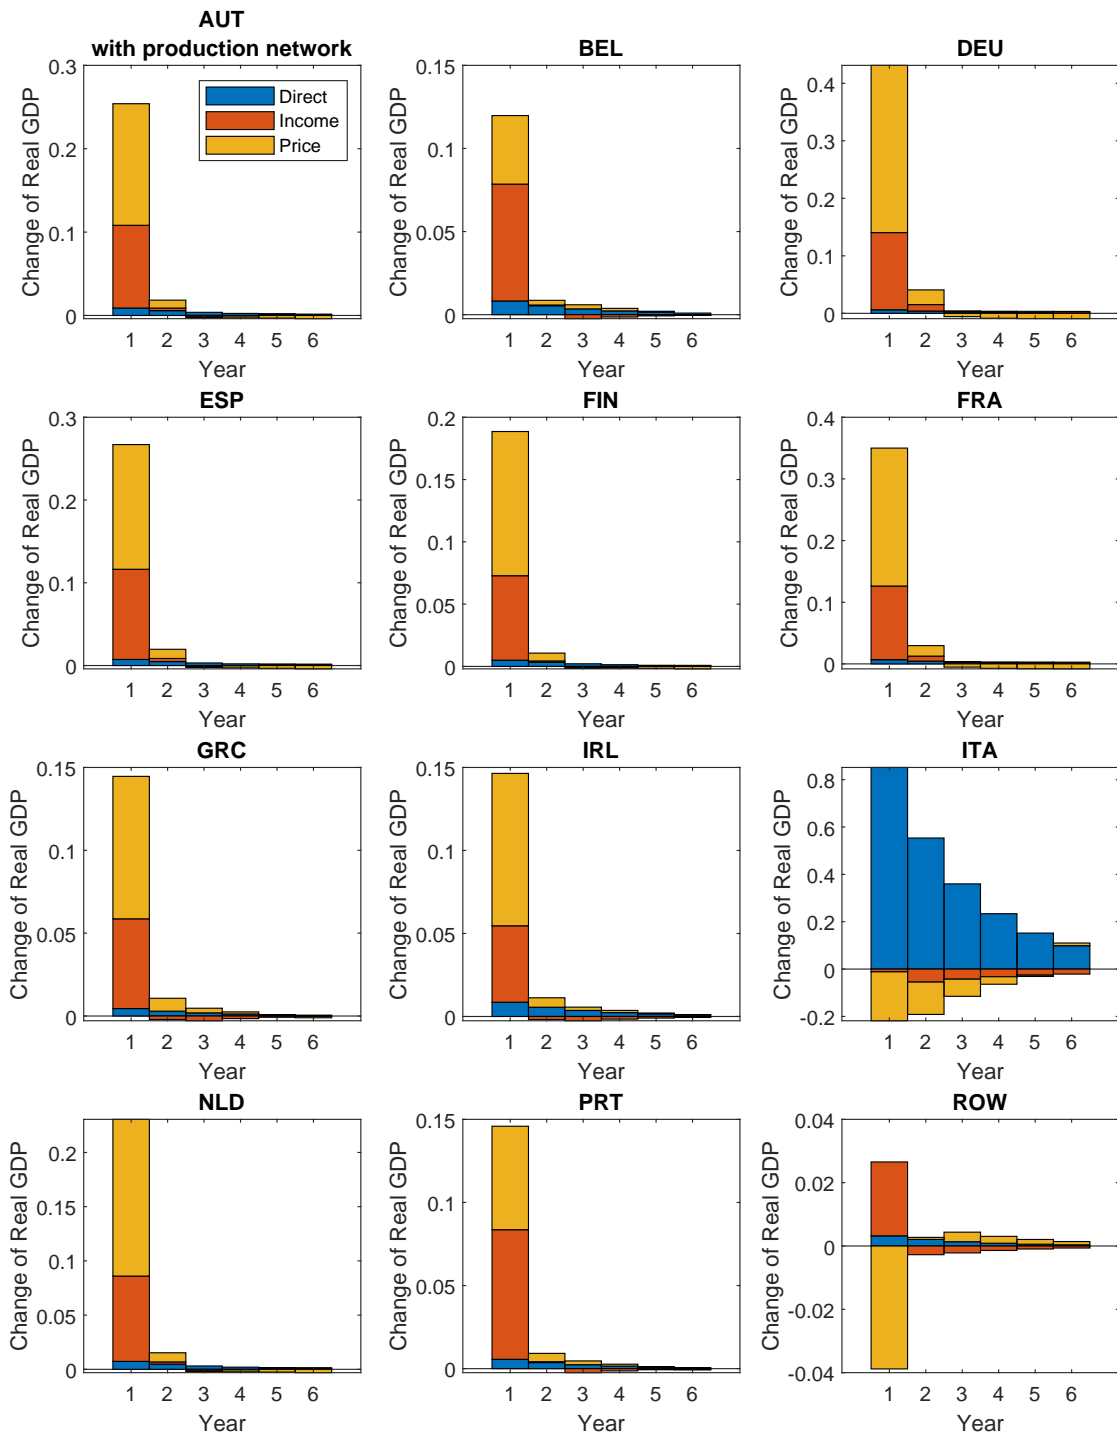 AUT
with production network
0.3
0.2
0.1
0
Change of Real GDP
Direct
Income
Price
1 2 3 4 5 6
Year
BEL
0.15
0.1
0.05
0
Change of Real GDP
1 2 3 4 5 6
Year
DEU
0.4
0.3
0.2
0.1
0
Change of Real GDP
1 2 3 4 5 6
Year
ESP
0.3
0.2
0.1
0
Change of Real GDP
1 2 3 4 5 6
Year
FIN
0.2
0.15
0.1
0.05
0
Change of Real GDP
1 2 3 4 5 6
Year
FRA
0.4
0.3
0.2
0.1
0
Change of Real GDP
1 2 3 4 5 6
Year
GRC
0.15
0.1
0.05
0
Change of Real GDP
1 2 3 4 5 6
Year
IRL
0.15
0.1
0.05
0
Change of Real GDP
1 2 3 4 5 6
Year
ITA
0.8
0.6
0.4
0.2
0
-0.2
Change of Real GDP
1 2 3 4 5 6
Year
NLD
0.2
0.15
0.1
0.05
0
Change of Real GDP
1 2 3 4 5 6
Year
PRT
0.15
0.1
0.05
0
Change of Real GDP
1 2 3 4 5 6
Year
ROW
0.04
0.02
0
-0.02
-0.04
Change of Real GDP
1 2 3 4 5 6
Year